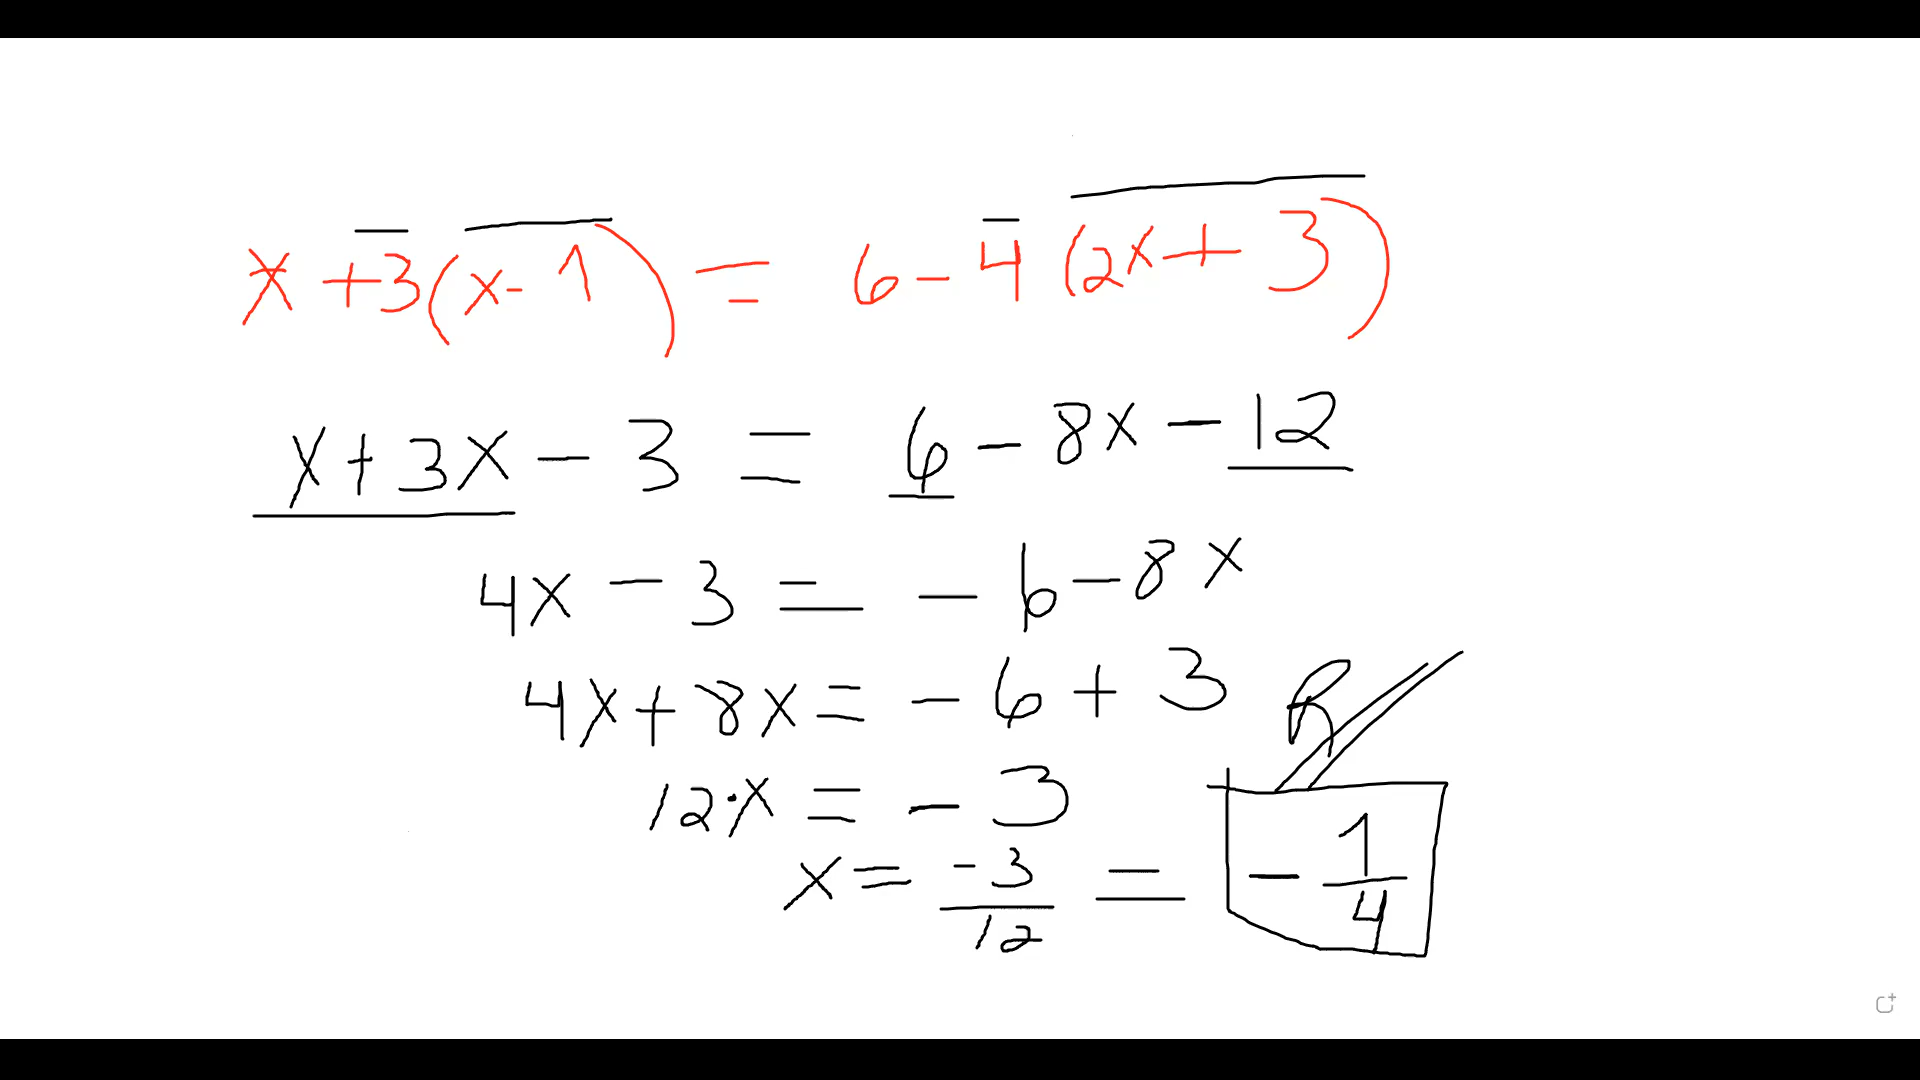 x + 3(x - 1) = 6 - 4(2x + 3)
x + 3x - 3 = 6 - 8x - 12
4x - 3 = - 6 - 8x
4x + 8x = - 6 + 3
R
12·x = - 3
x = -3/12 = - 1/4